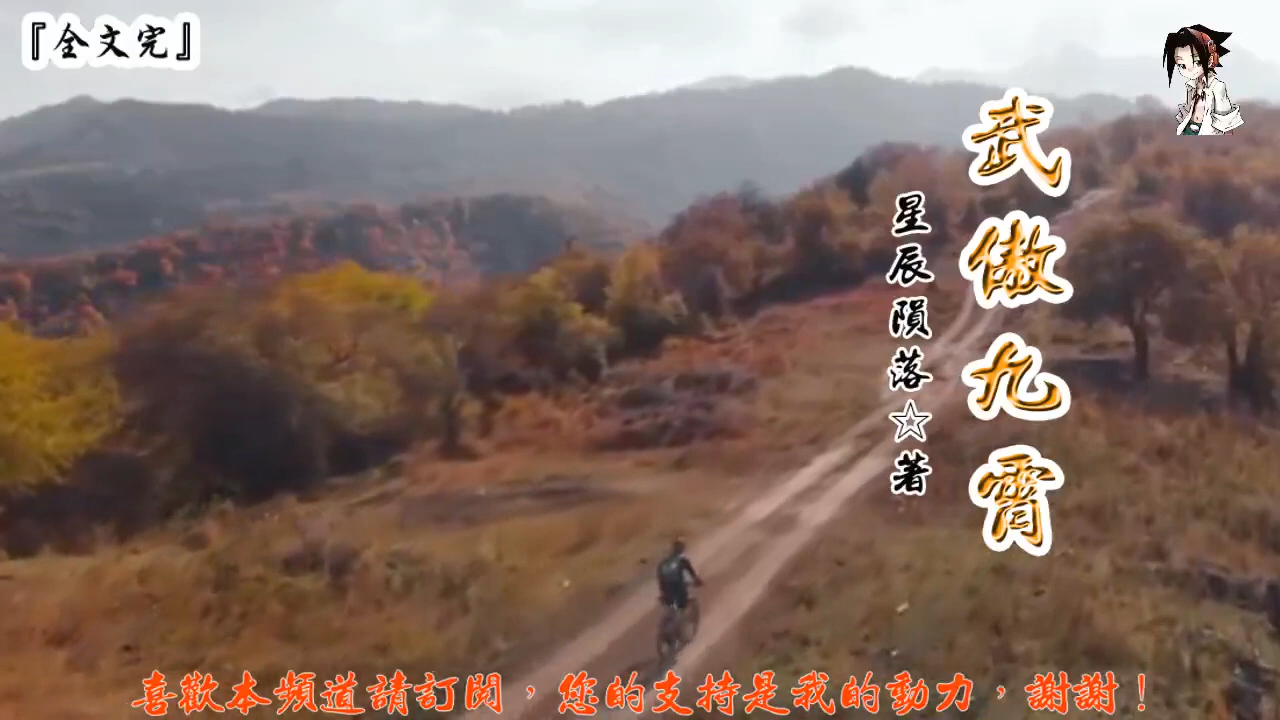 『全文完』
武傲九霄
星辰隕落☆著
喜歡本頻道請訂閱，您的支持是我的動力，謝謝！